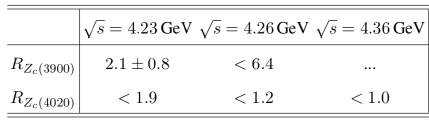 √s = 4.23 GeV √s = 4.26 GeV √s = 4.36 GeV
R_{Z_c(3900)} 2.1 ± 0.8 < 6.4 ...
R_{Z_c(4020)} < 1.9 < 1.2 < 1.0